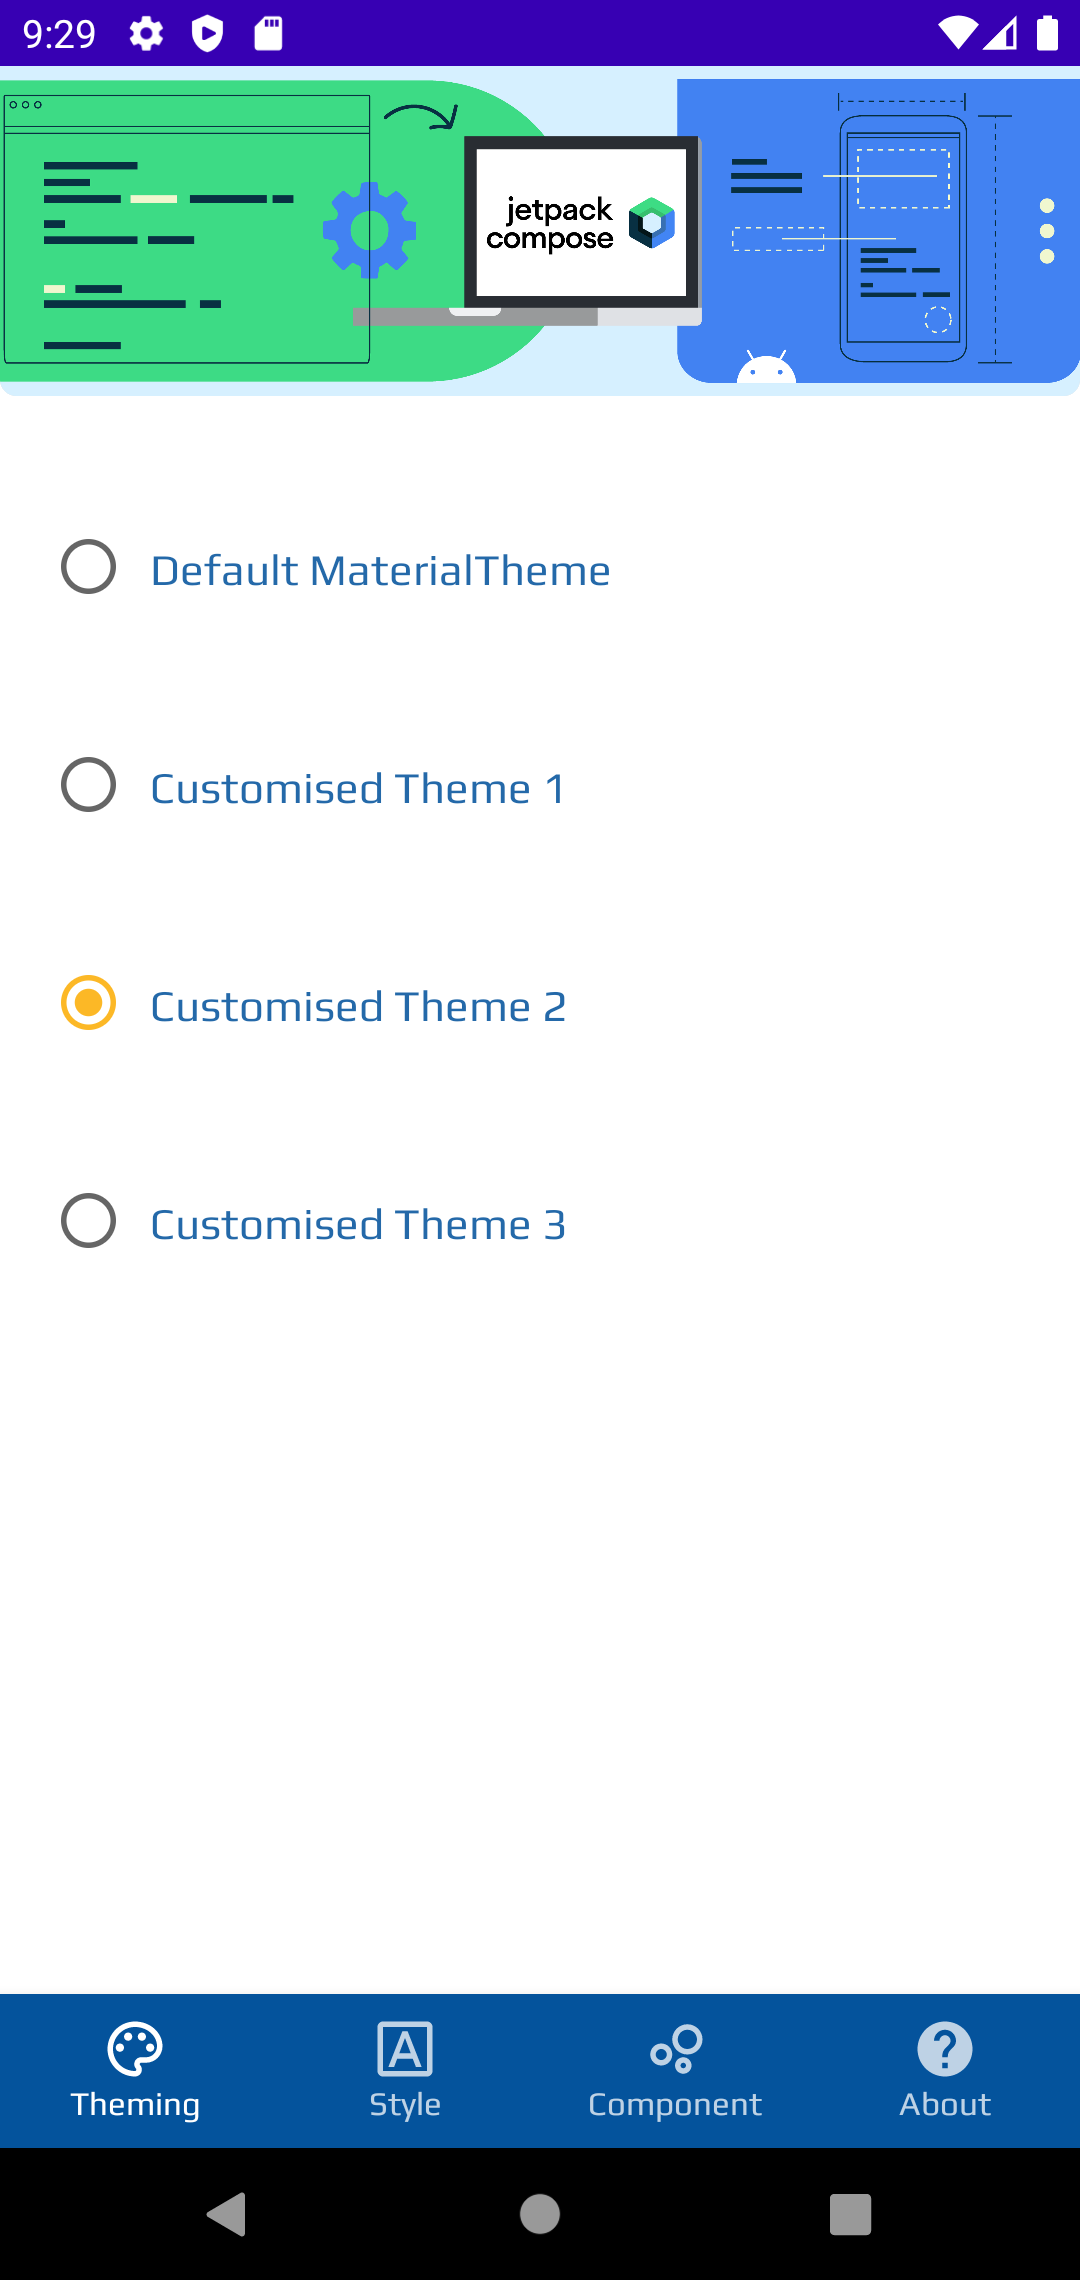 9:29
jetpack
compose
Default MaterialTheme
Customised Theme 1
Customised Theme 2
Customised Theme 3
Theming
Style
Component
About